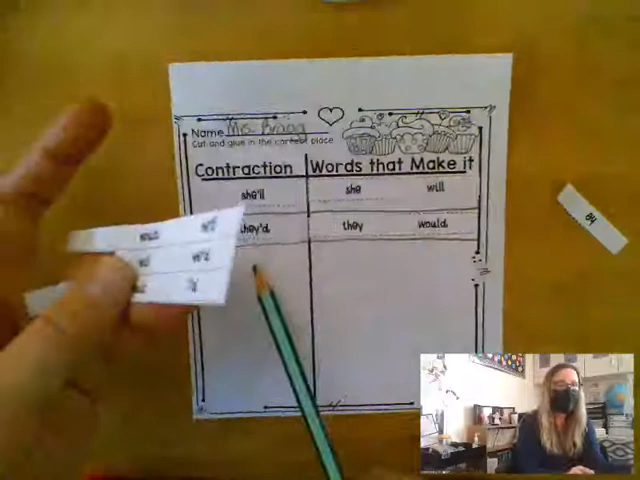 Name Ms. Bragg
Cut and glue in the correct place
Contraction Words that Make it
she'll she will
they'd they would